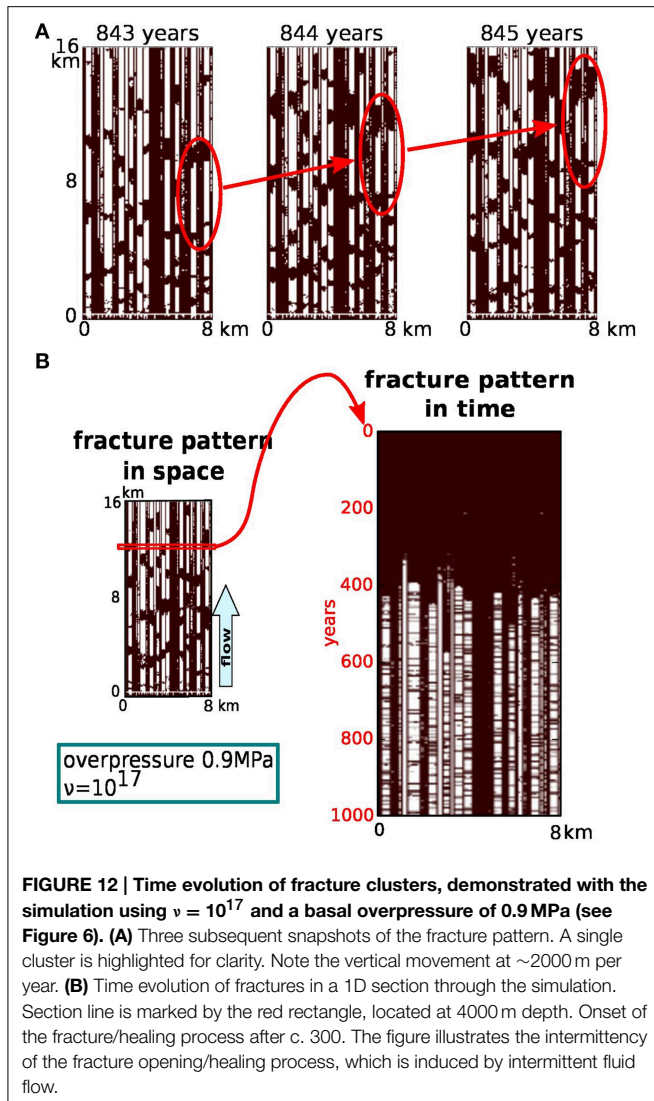 A
843 years
844 years
845 years
16
km
8
0
0 8 km
0 8 km
0 8 km
B
fracture pattern
in time
fracture pattern
in space
km
16
8
0
0 8 km
flow
0
200
400
600
800
1000
years
0 8 km
overpressure 0.9MPa
ν=10^17
FIGURE 12 | Time evolution of fracture clusters, demonstrated with the
simulation using ν = 10^17 and a basal overpressure of 0.9 MPa (see
Figure 6). (A) Three subsequent snapshots of the fracture pattern. A single
cluster is highlighted for clarity. Note the vertical movement at ~2000 m per
year. (B) Time evolution of fractures in a 1D section through the simulation.
Section line is marked by the red rectangle, located at 4000 m depth. Onset of
the fracture/healing process after c. 300. The figure illustrates the intermittency
of the fracture opening/healing process, which is induced by intermittent fluid
flow.